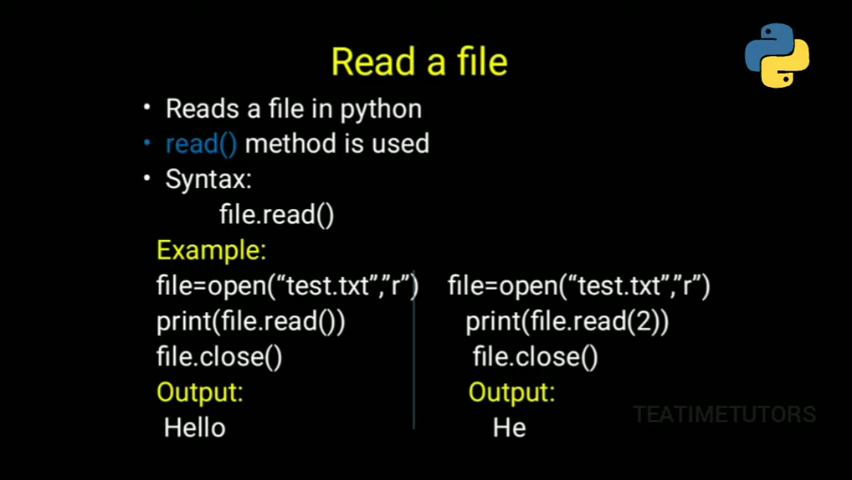 Read a file
• Reads a file in python
• read() method is used
• Syntax:
file.read()
Example:
file=open(“test.txt”,”r”)
print(file.read())
file.close()
Output:
Hello
file=open(“test.txt”,”r”)
print(file.read(2))
file.close()
Output:
He
TEATIMETUTORS